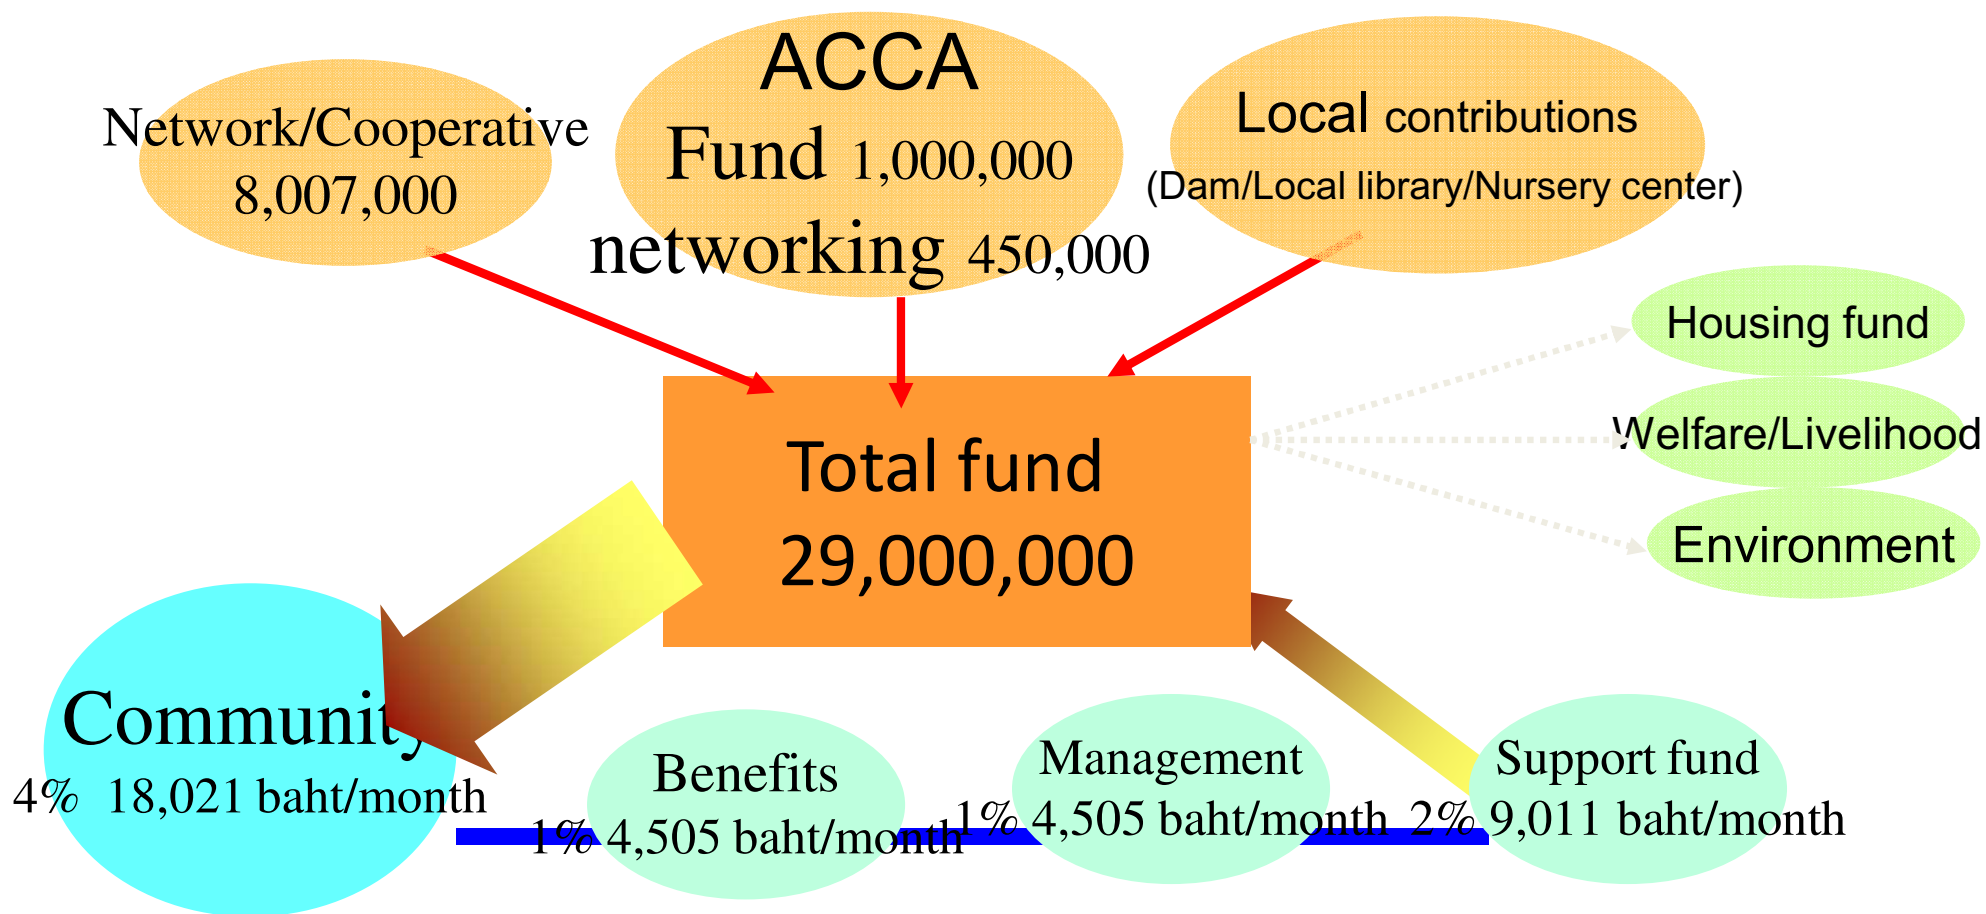 Network/Cooperative
8,007,000
ACCA
Fund 1,000,000
networking 450,000
Local contributions
(Dam/Local library/Nursery center)
Housing fund
Welfare/Livelihood
Environment
Total fund
29,000,000
Community
4% 18,021 baht/month
Benefits
1% 4,505 baht/month
Management
1% 4,505 baht/month
Support fund
2% 9,011 baht/month